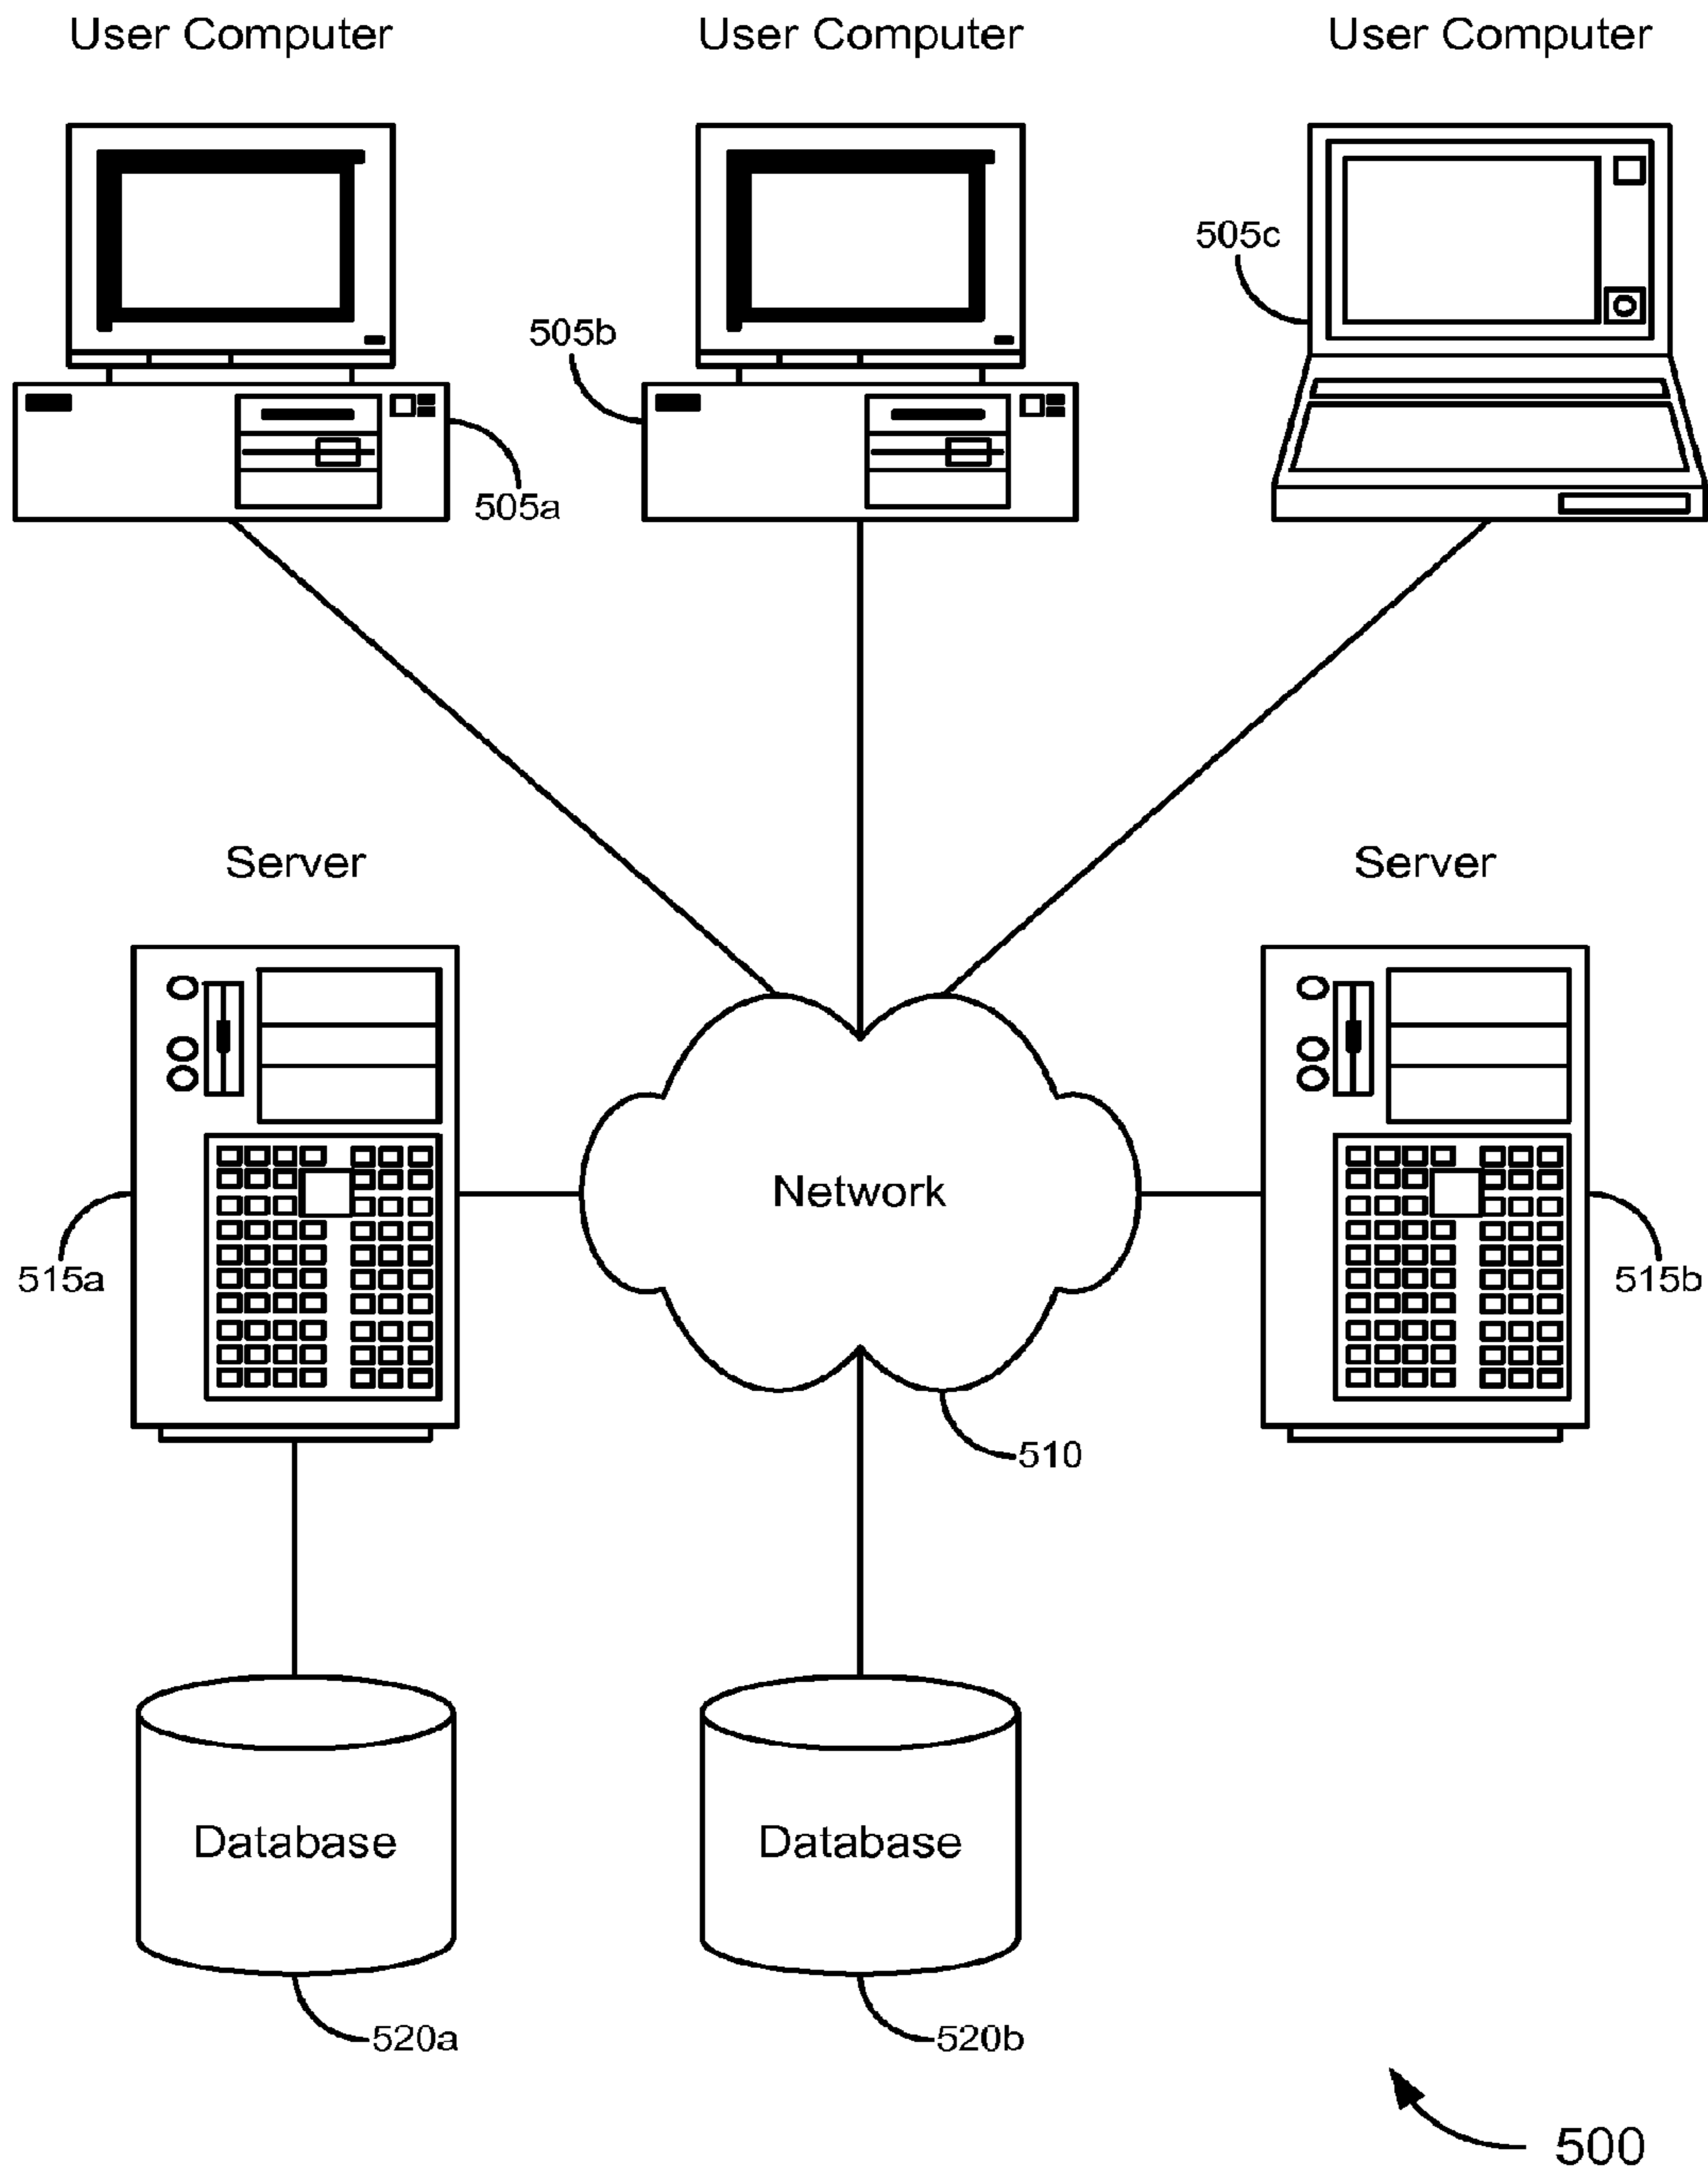 User Computer
User Computer
User Computer
505c
505b
505a
Server
Server
Network
515a
515b
510
Database
Database
520a
520b
500